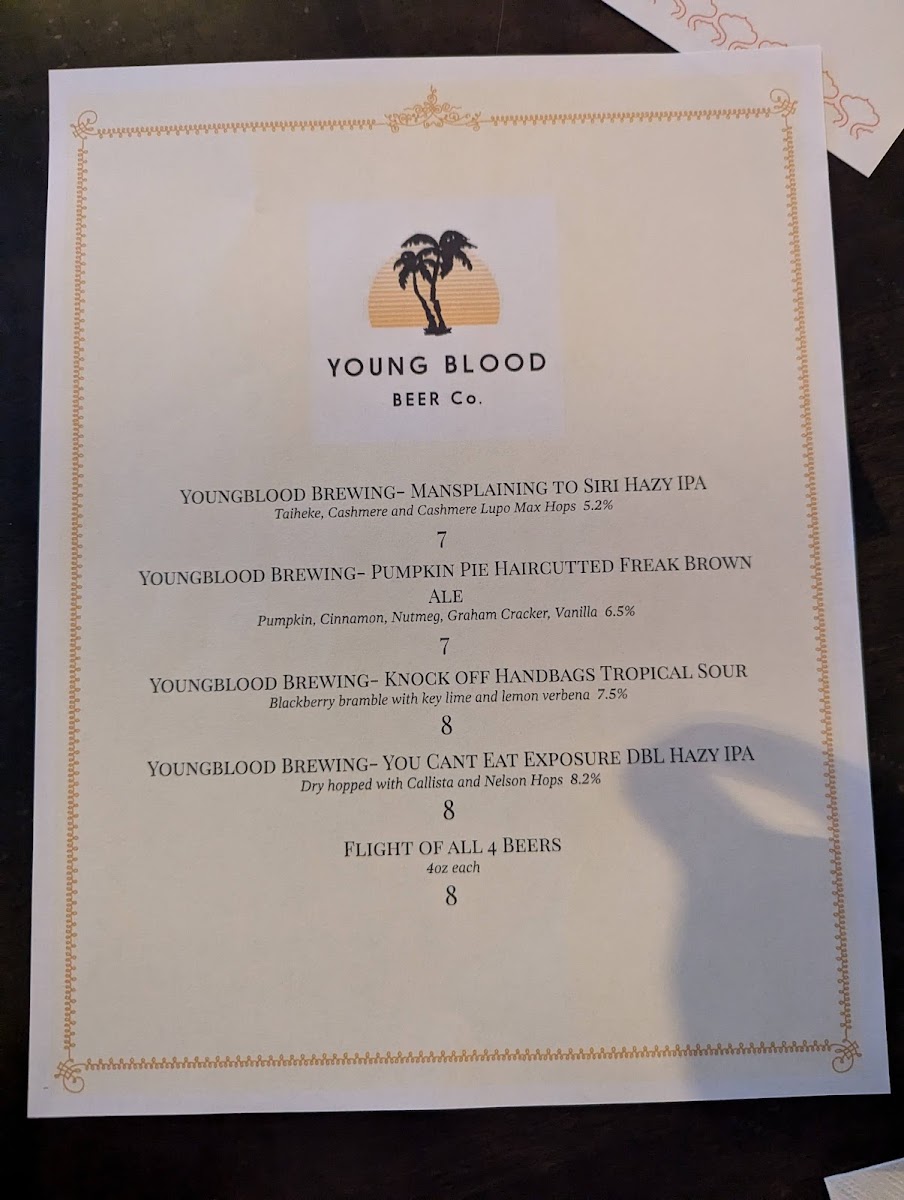 YOUNG BLOOD
BEER Co.
YOUNGBLOOD BREWING- MANSPLAINING TO SIRI HAZY IPA
Taiheke, Cashmere and Cashmere Lupo Max Hops 5.2%
7
YOUNGBLOOD BREWING- PUMPKIN PIE HAIRCUTTED FREAK BROWN
ALE
Pumpkin, Cinnamon, Nutmeg, Graham Cracker, Vanilla 6.5%
7
YOUNGBLOOD BREWING- KNOCK OFF HANDBAGS TROPICAL SOUR
Blackberry bramble with key lime and lemon verbena 7.5%
8
YOUNGBLOOD BREWING- YOU CANT EAT EXPOSURE DBL HAZY IPA
Dry hopped with Callista and Nelson Hops 8.2%
8
FLIGHT OF ALL 4 BEERS
4oz each
8